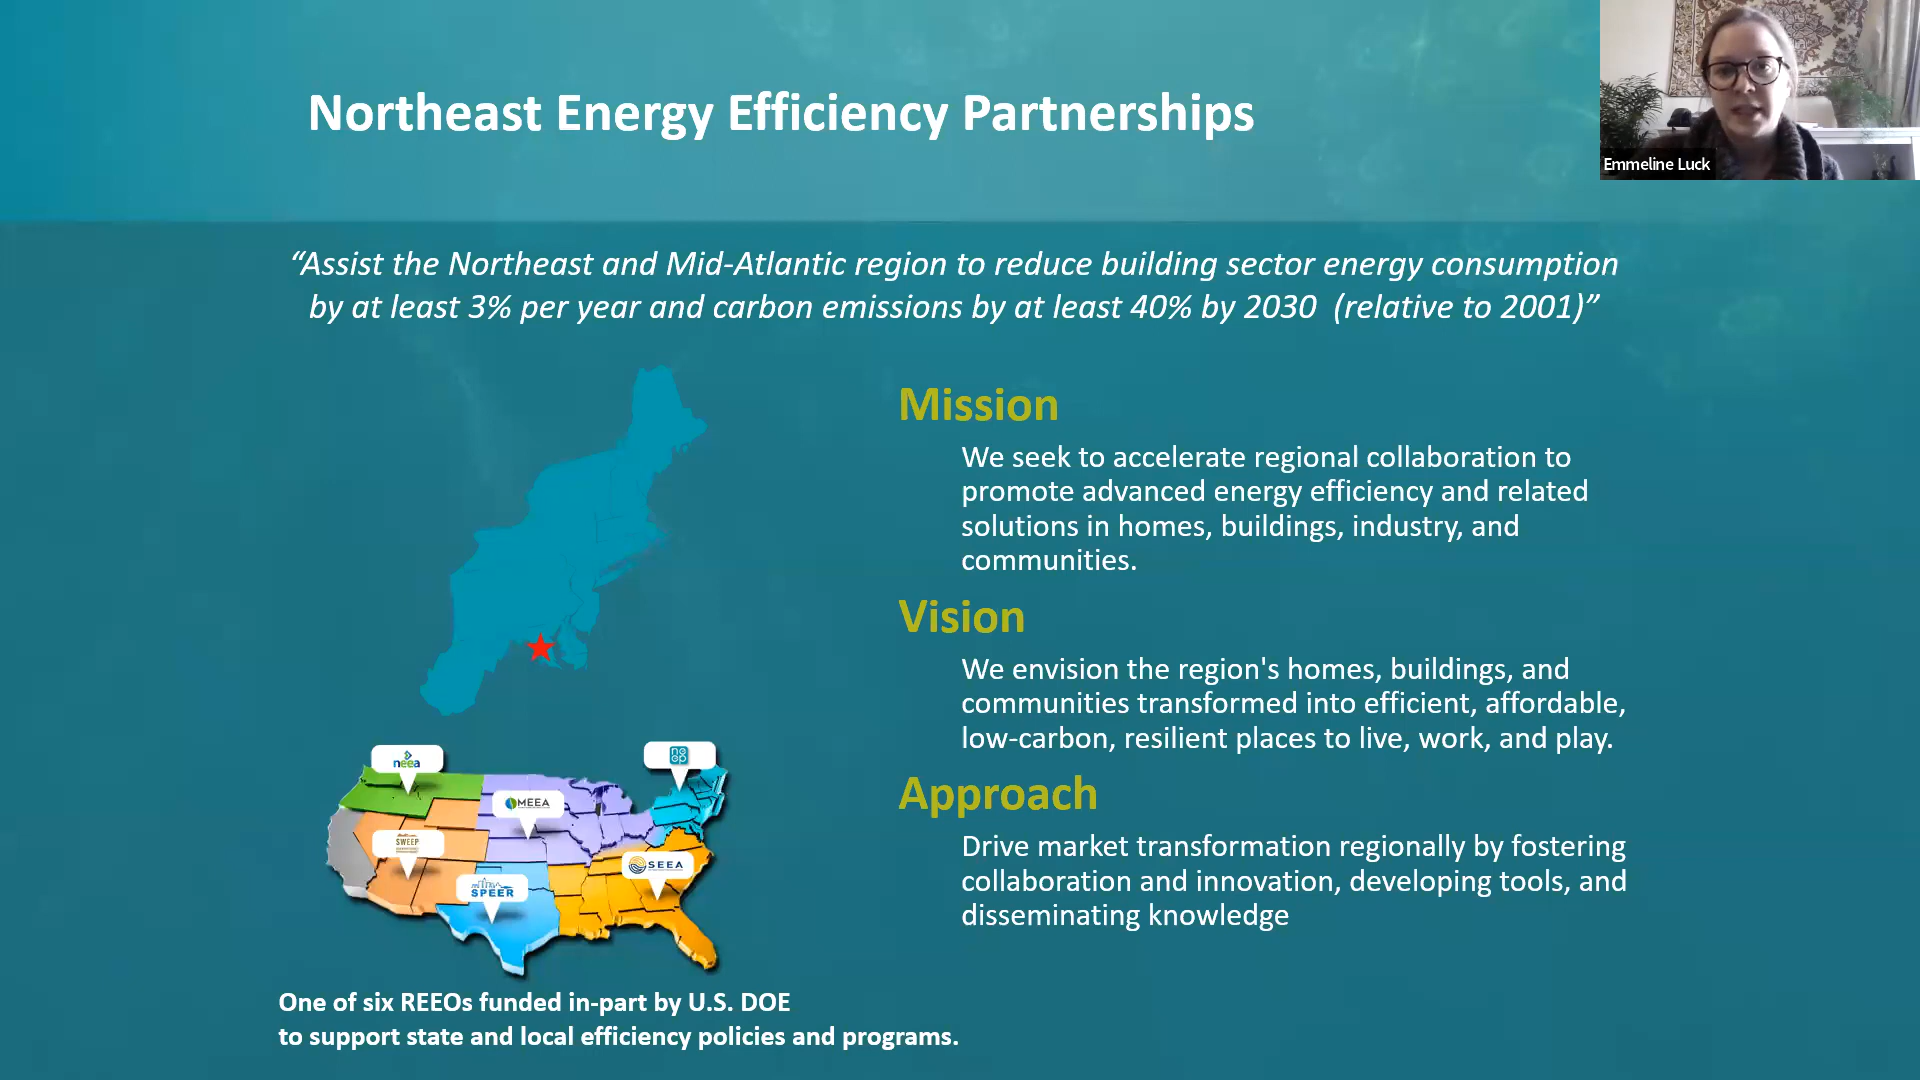 Northeast Energy Efficiency Partnerships
Emmeline Luck
“Assist the Northeast and Mid-Atlantic region to reduce building sector energy consumption
by at least 3% per year and carbon emissions by at least 40% by 2030 (relative to 2001)”
Mission
We seek to accelerate regional collaboration to
promote advanced energy efficiency and related
solutions in homes, buildings, industry, and
communities.
Vision
We envision the region's homes, buildings, and
communities transformed into efficient, affordable,
low-carbon, resilient places to live, work, and play.
Approach
Drive market transformation regionally by fostering
collaboration and innovation, developing tools, and
disseminating knowledge
neea
neep
MEEA
SWEEP
SEEA
SPEER
One of six REEOs funded in-part by U.S. DOE
to support state and local efficiency policies and programs.